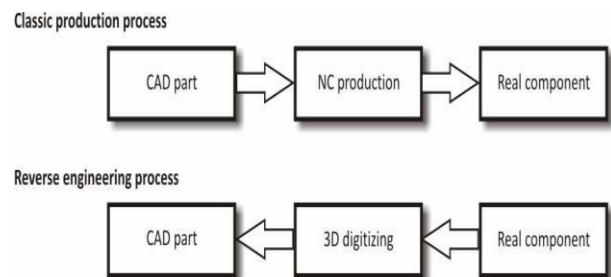 Classic production process
CAD part
NC production
Real component
Reverse engineering process
CAD part
3D digitizing
Real component